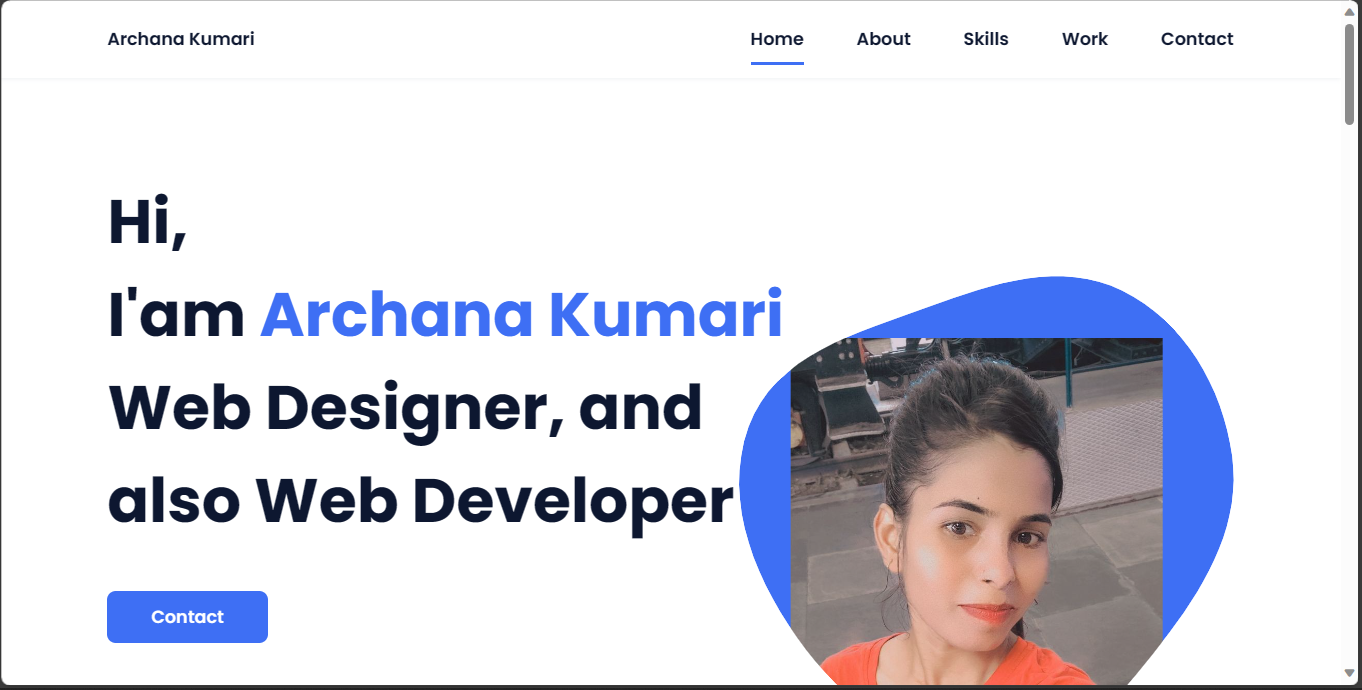 Archana Kumari
Home About Skills Work Contact
Hi,
I'am Archana Kumari
Web Designer, and
also Web Developer
Contact